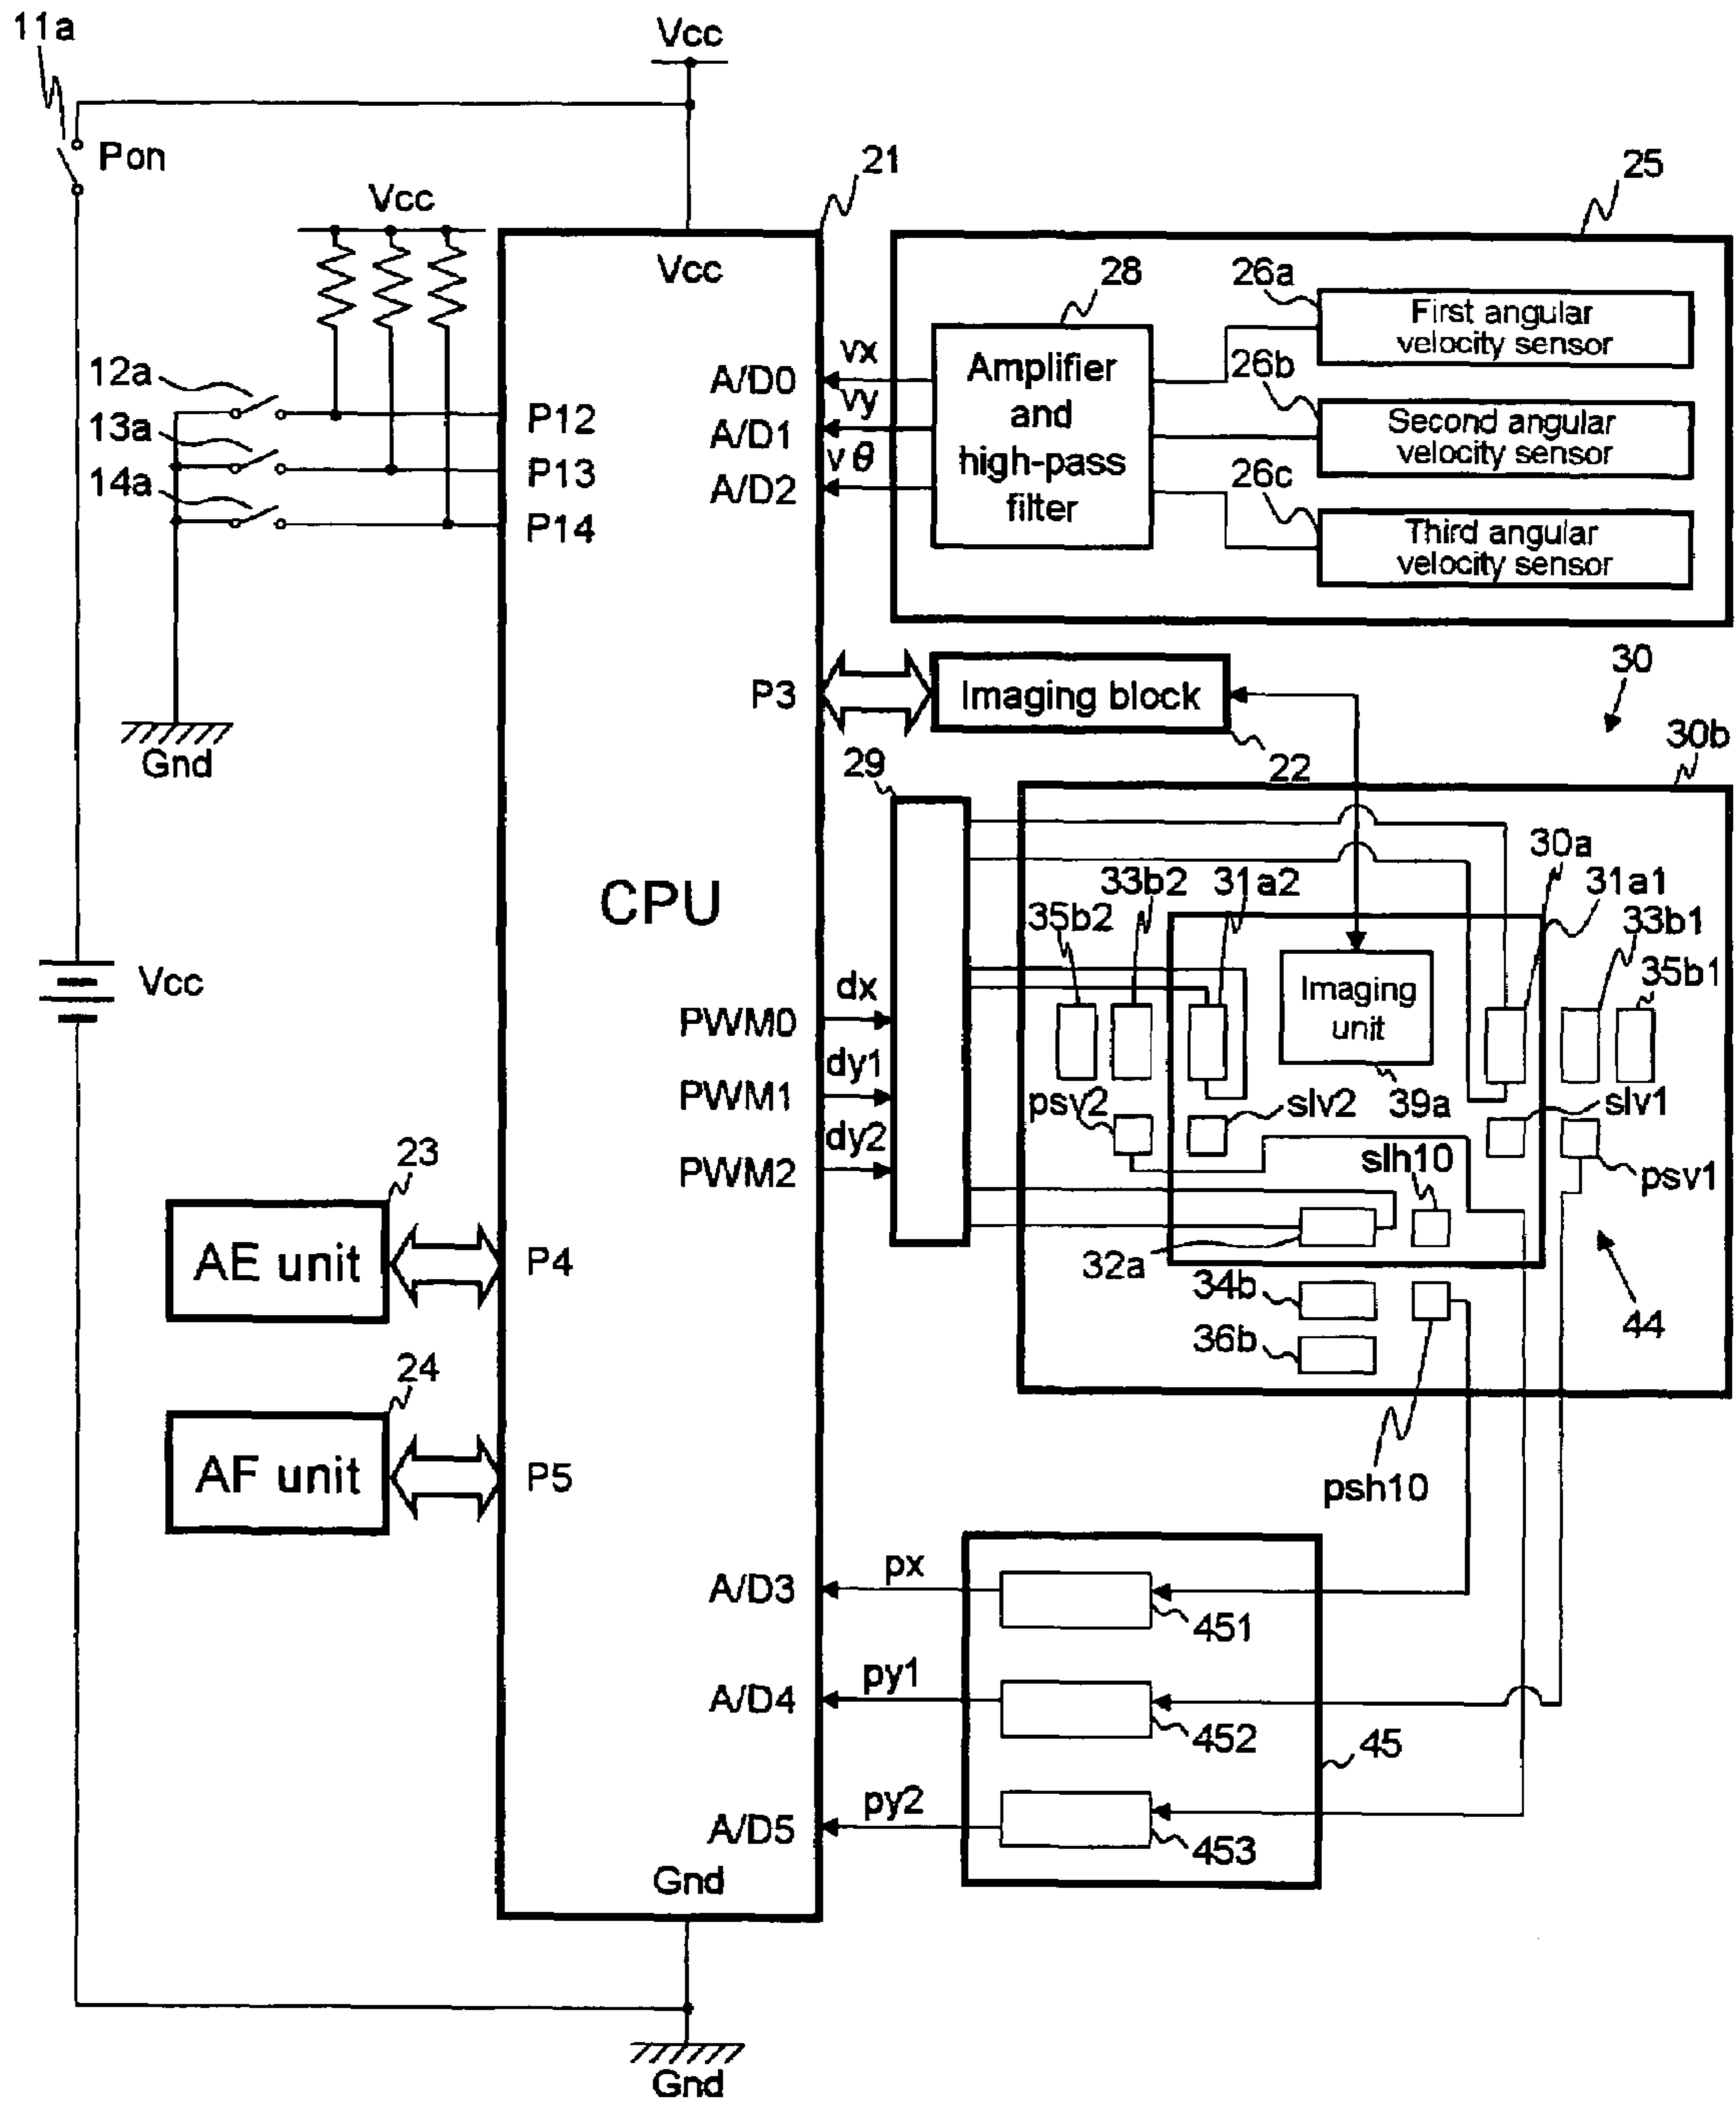 11a
Vcc
Pon
21
25
Vcc
Vcc
28
26a
First angular
velocity sensor
12a
A/D0
vx
Amplifier
and
high-pass
filter
26b
P12
vy
Second angular
velocity sensor
13a
A/D1
P13
vθ
26c
14a
A/D2
P14
Third angular
velocity sensor
P3
Imaging block
30
Gnd
29
22
30b
CPU
33b2
31a2
30a
31a1
35b2
33b1
35b1
Vcc
Imaging
unit
dx
PWM0
dy1
PWM1
psv2
slv2
39a
slv1
dy2
PWM2
slh10
psv1
23
AE unit
P4
32a
34b
44
36b
24
AF unit
P5
psh10
px
A/D3
451
py1
A/D4
452
45
py2
A/D5
453
Gnd
Gnd